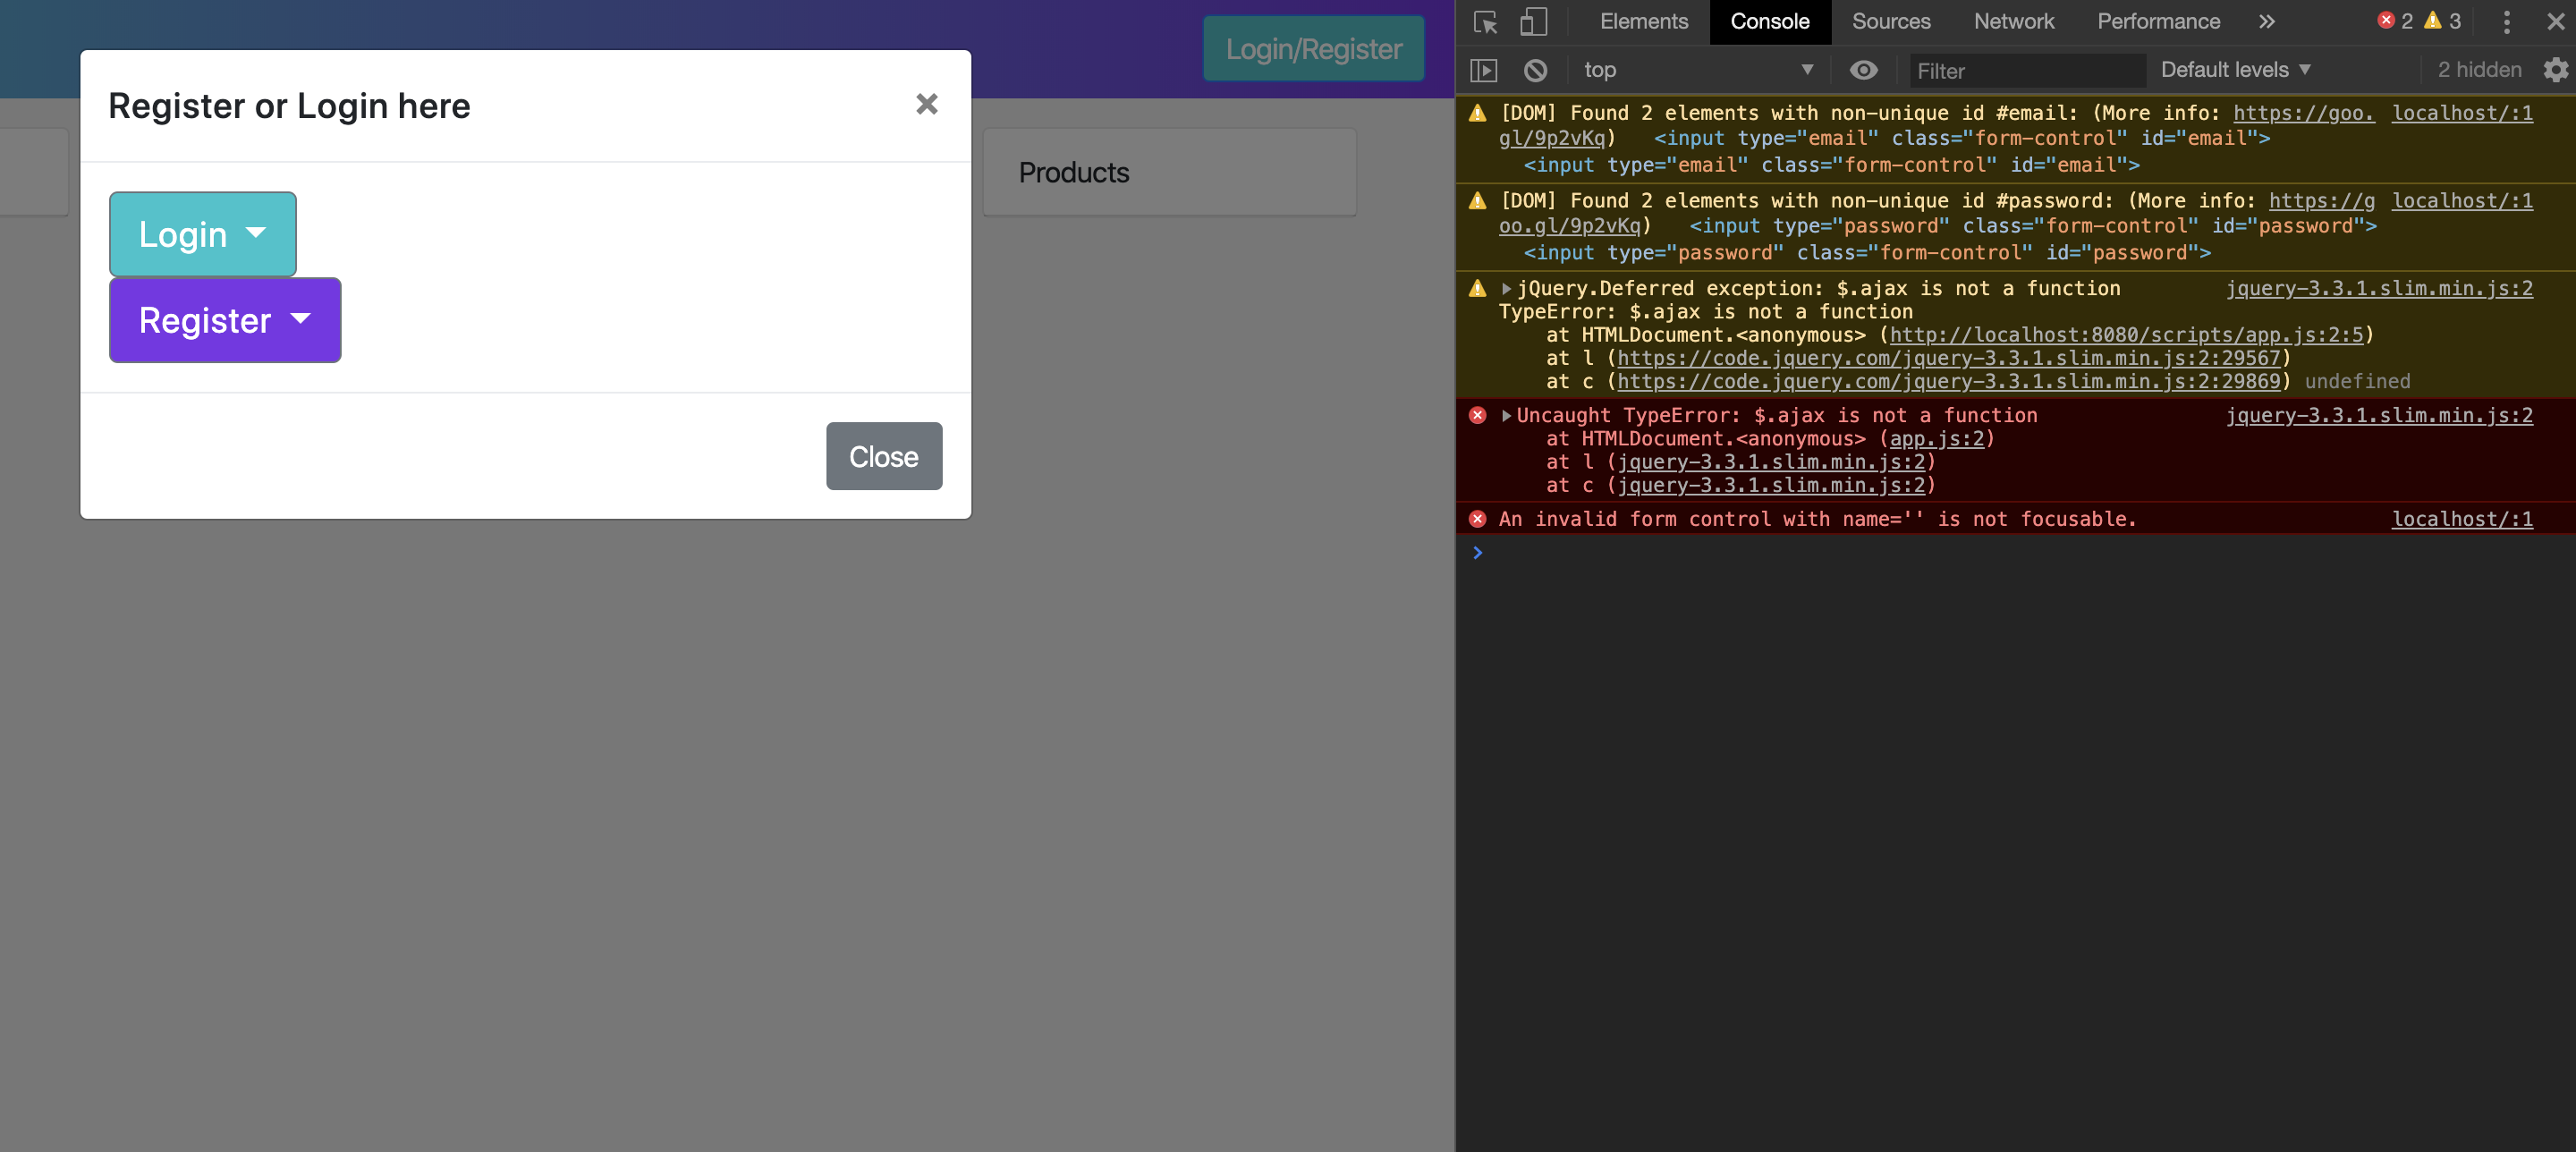 Login/Register
Register or Login here
×
Products
Login
Register
Close
Elements Console Sources Network Performance » 2 3
top Filter Default levels 2 hidden
[DOM] Found 2 elements with non-unique id #email: (More info: https://goo. localhost/:1
gl/9p2vKq) <input type="email" class="form-control" id="email">
<input type="email" class="form-control" id="email">
[DOM] Found 2 elements with non-unique id #password: (More info: https://g localhost/:1
oo.gl/9p2vKq) <input type="password" class="form-control" id="password">
<input type="password" class="form-control" id="password">
jQuery.Deferred exception: $.ajax is not a function jquery-3.3.1.slim.min.js:2
TypeError: $.ajax is not a function
at HTMLDocument.<anonymous> (http://localhost:8080/scripts/app.js:2:5)
at l (https://code.jquery.com/jquery-3.3.1.slim.min.js:2:29567)
at c (https://code.jquery.com/jquery-3.3.1.slim.min.js:2:29869) undefined
Uncaught TypeError: $.ajax is not a function jquery-3.3.1.slim.min.js:2
at HTMLDocument.<anonymous> (app.js:2)
at l (jquery-3.3.1.slim.min.js:2)
at c (jquery-3.3.1.slim.min.js:2)
An invalid form control with name='' is not focusable. localhost/:1